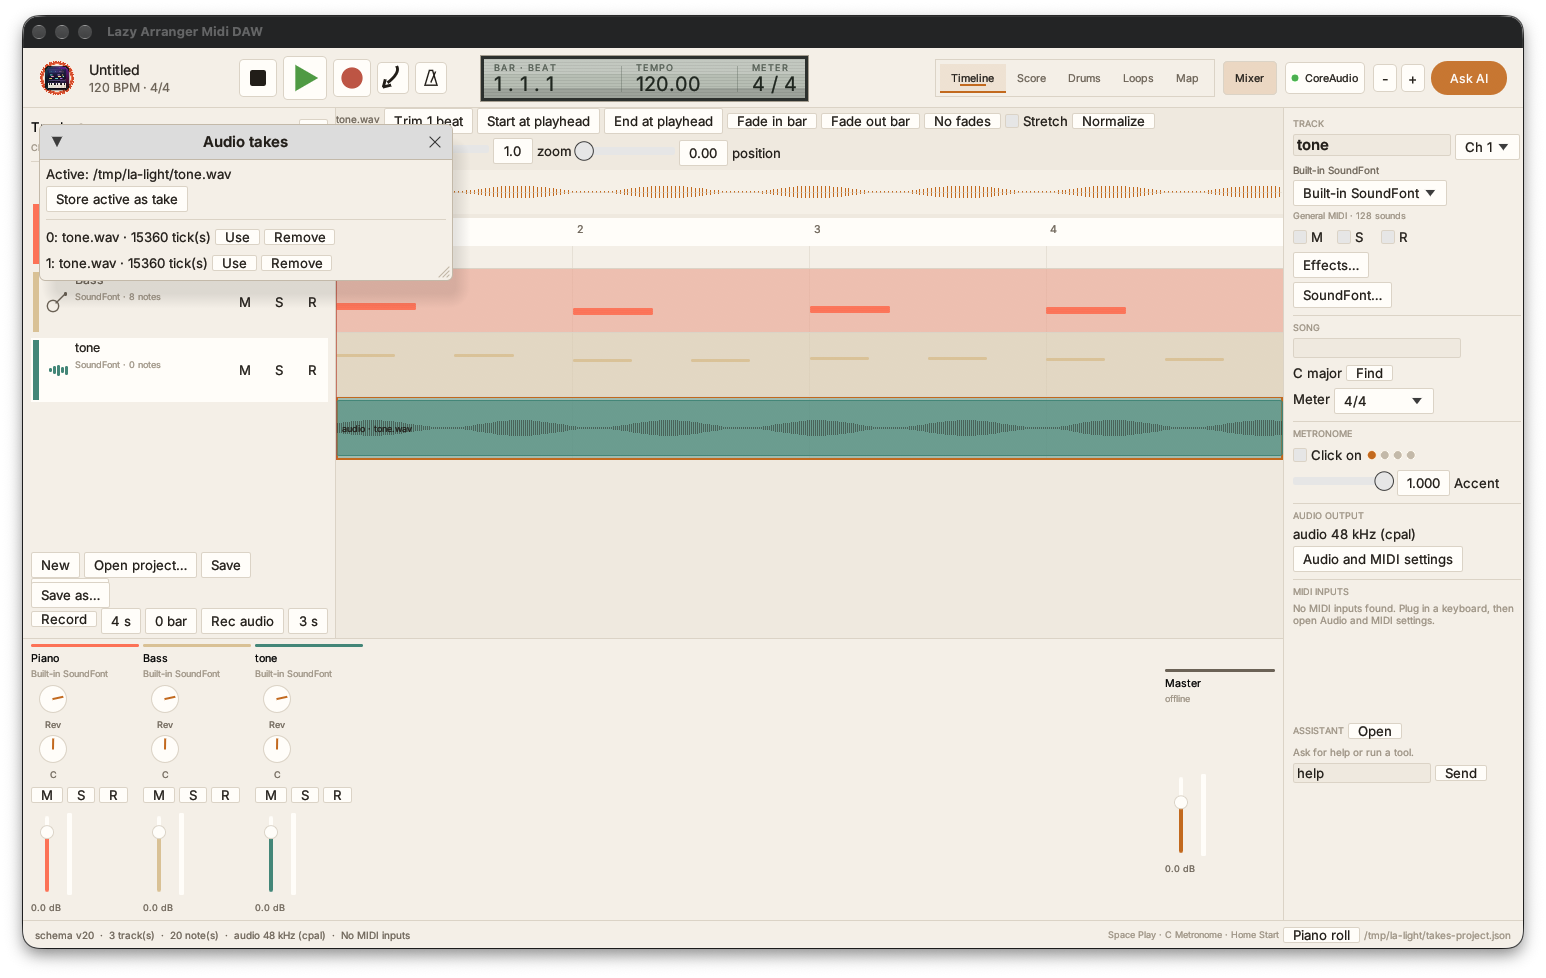 Lazy Arranger Midi DAW
Untitled
120 BPM · 4/4
BAR · BEAT
1 . 1 . 1
TEMPO
120.00
METER
4 / 4
Timeline
Score
Drums
Loops
Map
Mixer
CoreAudio
-
+
Ask AI
tone.wav
Trim 1 beat
Start at playhead
End at playhead
Fade in bar
Fade out bar
No fades
Stretch
Normalize
1.0
zoom
0.00
position
Audio takes
Active: /tmp/la-light/tone.wav
Store active as take
0: tone.wav · 15360 tick(s)
Use
Remove
1: tone.wav · 15360 tick(s)
Use
Remove
2
3
4
Bass
SoundFont · 8 notes
M
S
R
tone
SoundFont · 0 notes
M
S
R
audio · tone.wav
New
Open project...
Save
Save as...
Record
4 s
0 bar
Rec audio
3 s
TRACK
tone
Ch 1
Built-in SoundFont
Built-in SoundFont
General MIDI · 128 sounds
M
S
R
Effects...
SoundFont...
SONG
C major
Find
Meter
4/4
METRONOME
Click on
1.000
Accent
AUDIO OUTPUT
audio 48 kHz (cpal)
Audio and MIDI settings
MIDI INPUTS
No MIDI inputs found. Plug in a keyboard, then
open Audio and MIDI settings.
ASSISTANT
Open
Ask for help or run a tool.
help
Send
Piano
Built-in SoundFont
Rev
C
M
S
R
0.0 dB
Bass
Built-in SoundFont
Rev
C
M
S
R
0.0 dB
tone
Built-in SoundFont
Rev
C
M
S
R
0.0 dB
Master
offline
0.0 dB
schema v20 · 3 track(s) · 20 note(s) · audio 48 kHz (cpal) · No MIDI inputs
Space Play · C Metronome · Home Start
Piano roll
/tmp/la-light/takes-project.json